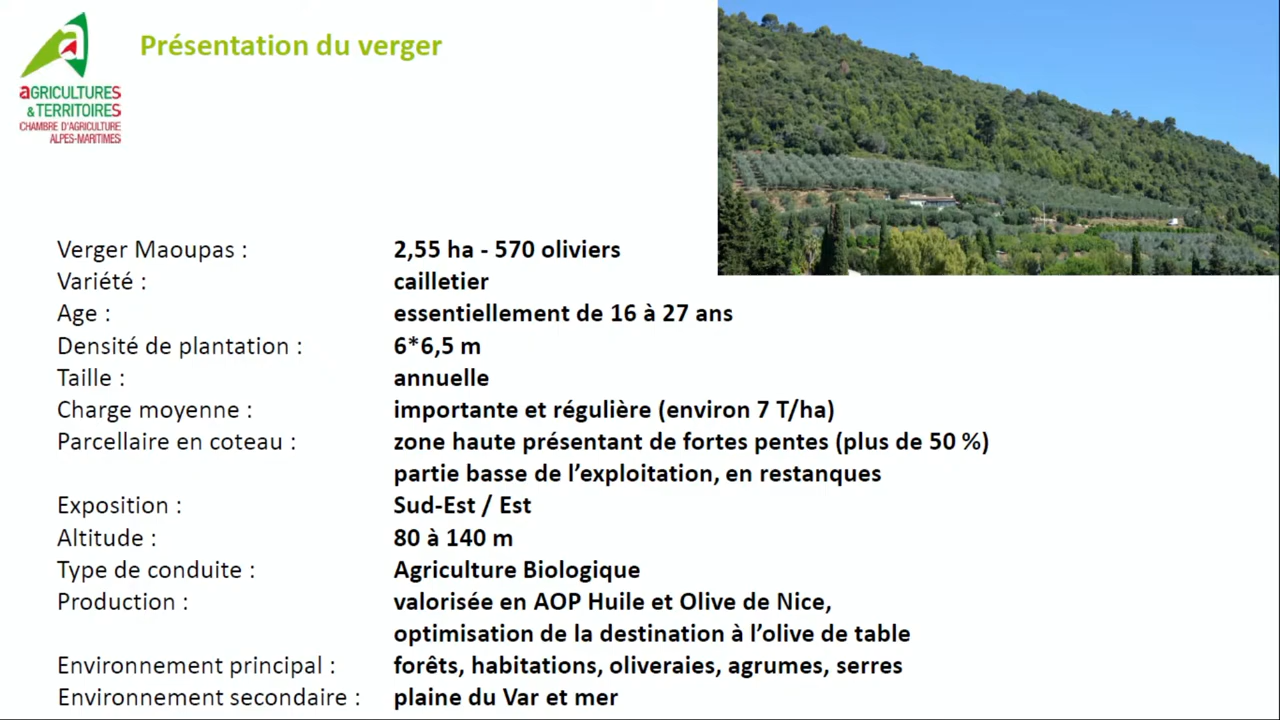 a
AGRICULTURES
& TERRITOIRES
CHAMBRE D'AGRICULTURE
ALPES-MARITIMES
Présentation du verger
Verger Maoupas : 2,55 ha - 570 oliviers
Variété : cailletier
Age : essentiellement de 16 à 27 ans
Densité de plantation : 6*6,5 m
Taille : annuelle
Charge moyenne : importante et régulière (environ 7 T/ha)
Parcellaire en coteau : zone haute présentant de fortes pentes (plus de 50 %)
partie basse de l’exploitation, en restanques
Exposition : Sud-Est / Est
Altitude : 80 à 140 m
Type de conduite : Agriculture Biologique
Production : valorisée en AOP Huile et Olive de Nice,
optimisation de la destination à l’olive de table
Environnement principal : forêts, habitations, oliveraies, agrumes, serres
Environnement secondaire : plaine du Var et mer